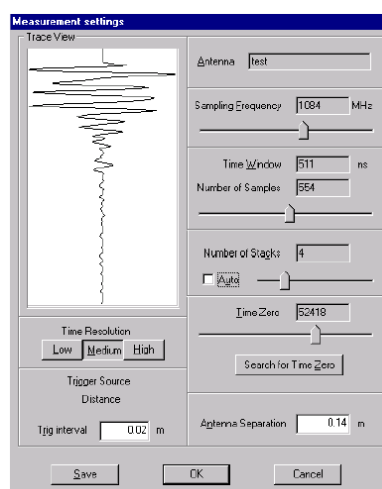 Measurement settings
Trace View
Antenna test
Sampling Frequency 1084 MHz
Time Window 511 ns
Number of Samples 554
Number of Stacks 4
Auto
Time Zero 52418
Search for Time Zero
Time Resolution
Low Medium High
Trigger Source
Distance
Trig interval 0.02 m
Antenna Separation 0.14 m
Save OK Cancel